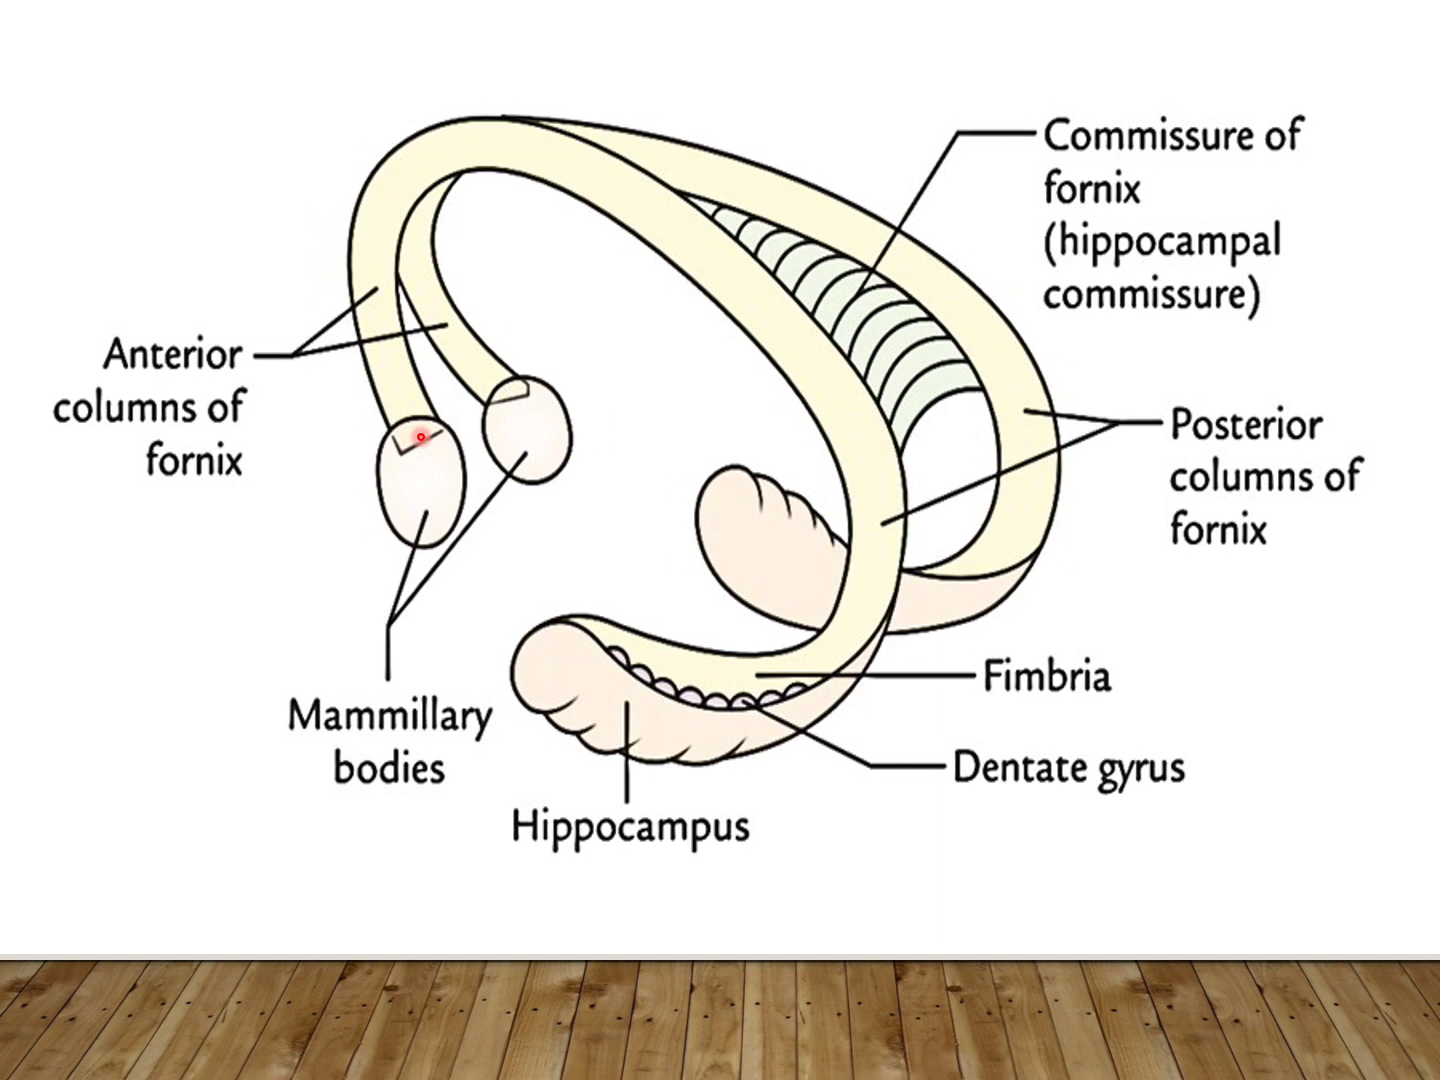 Commissure of
fornix
(hippocampal
commissure)
Anterior
columns of
fornix
Posterior
columns of
fornix
Mammillary
bodies
Fimbria
Dentate gyrus
Hippocampus